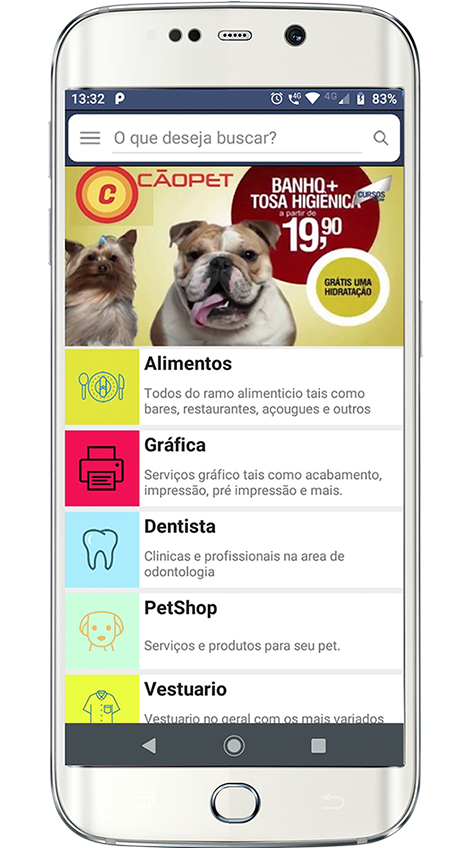 13:32
4G
4G
83%
O que deseja buscar?
C
CÃOPET
BANHO+
TOSA HIGIÊNICA
CURSOS
a partir de
19,90
GRÁTIS UMA
HIDRATAÇÃO
Alimentos
Todos do ramo alimenticio tais como
bares, restaurantes, açougues e outros
Gráfica
Serviços gráfico tais como acabamento,
impressão, pré impressão e mais.
Dentista
Clinicas e profissionais na area de
odontologia
PetShop
Serviços e produtos para seu pet.
Vestuario
Vestuario no geral com os mais variados